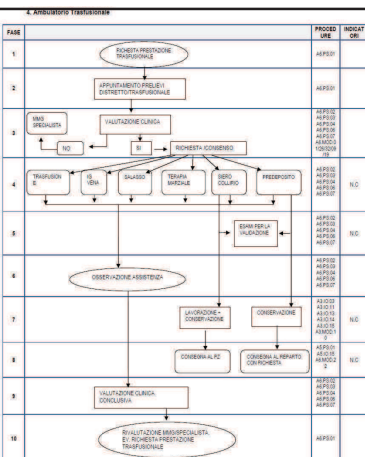 4. Ambulatorio Trasfusionale
FASE
PROCED
URE
INDICAT
ORI
1
RICHIESTA PRESTAZIONE
TRASFUSIONALE
A6.PS.01
2
APPUNTAMENTO PRELIEVI
DISTRETTO/TRASFUSIONALE
A6.PS.01
3
MMG
SPECIALISTA
VALUTAZIONE CLINICA
NO
SI
RICHIESTA /CONSENSO
A6.PS.02
A6.PS.03
A6.PS.04
A6.PS.06
A6.PS.07
4
TRASFUSION
E
IG
VENA
SALASSO
TERAPIA
MARZIALE
SIERO
COLLIRIO
PREDEPOSITO
A6.PS.02
A6.PS.03
A6.PS.04
A6.PS.06
A6.PS.07
N.C
5
ESAMI PER LA
VALIDAZIONE
A6.PS.02
A6.PS.03
A6.PS.04
A6.PS.06
A6.PS.07
N.C
6
OSSERVAZIONE ASSISTENZA
A6.PS.02
A6.PS.03
A6.PS.04
A6.PS.06
A6.PS.07
7
LAVORAZIONE +
CONSERVAZIONE
CONSERVAZIONE
N.C
8
CONSEGNA AL PZ
CONSEGNA AL REPARTO
CON RICHIESTA
N.C
9
VALUTAZIONE CLINICA
CONCLUSIVA
A6.PS.02
A6.PS.03
A6.PS.04
A6.PS.06
A6.PS.07
10
RIVALUTAZIONE MMG/SPECIALISTA,
EV. RICHIESTA PRESTAZIONE
TRASFUSIONALE
A6.PS.01